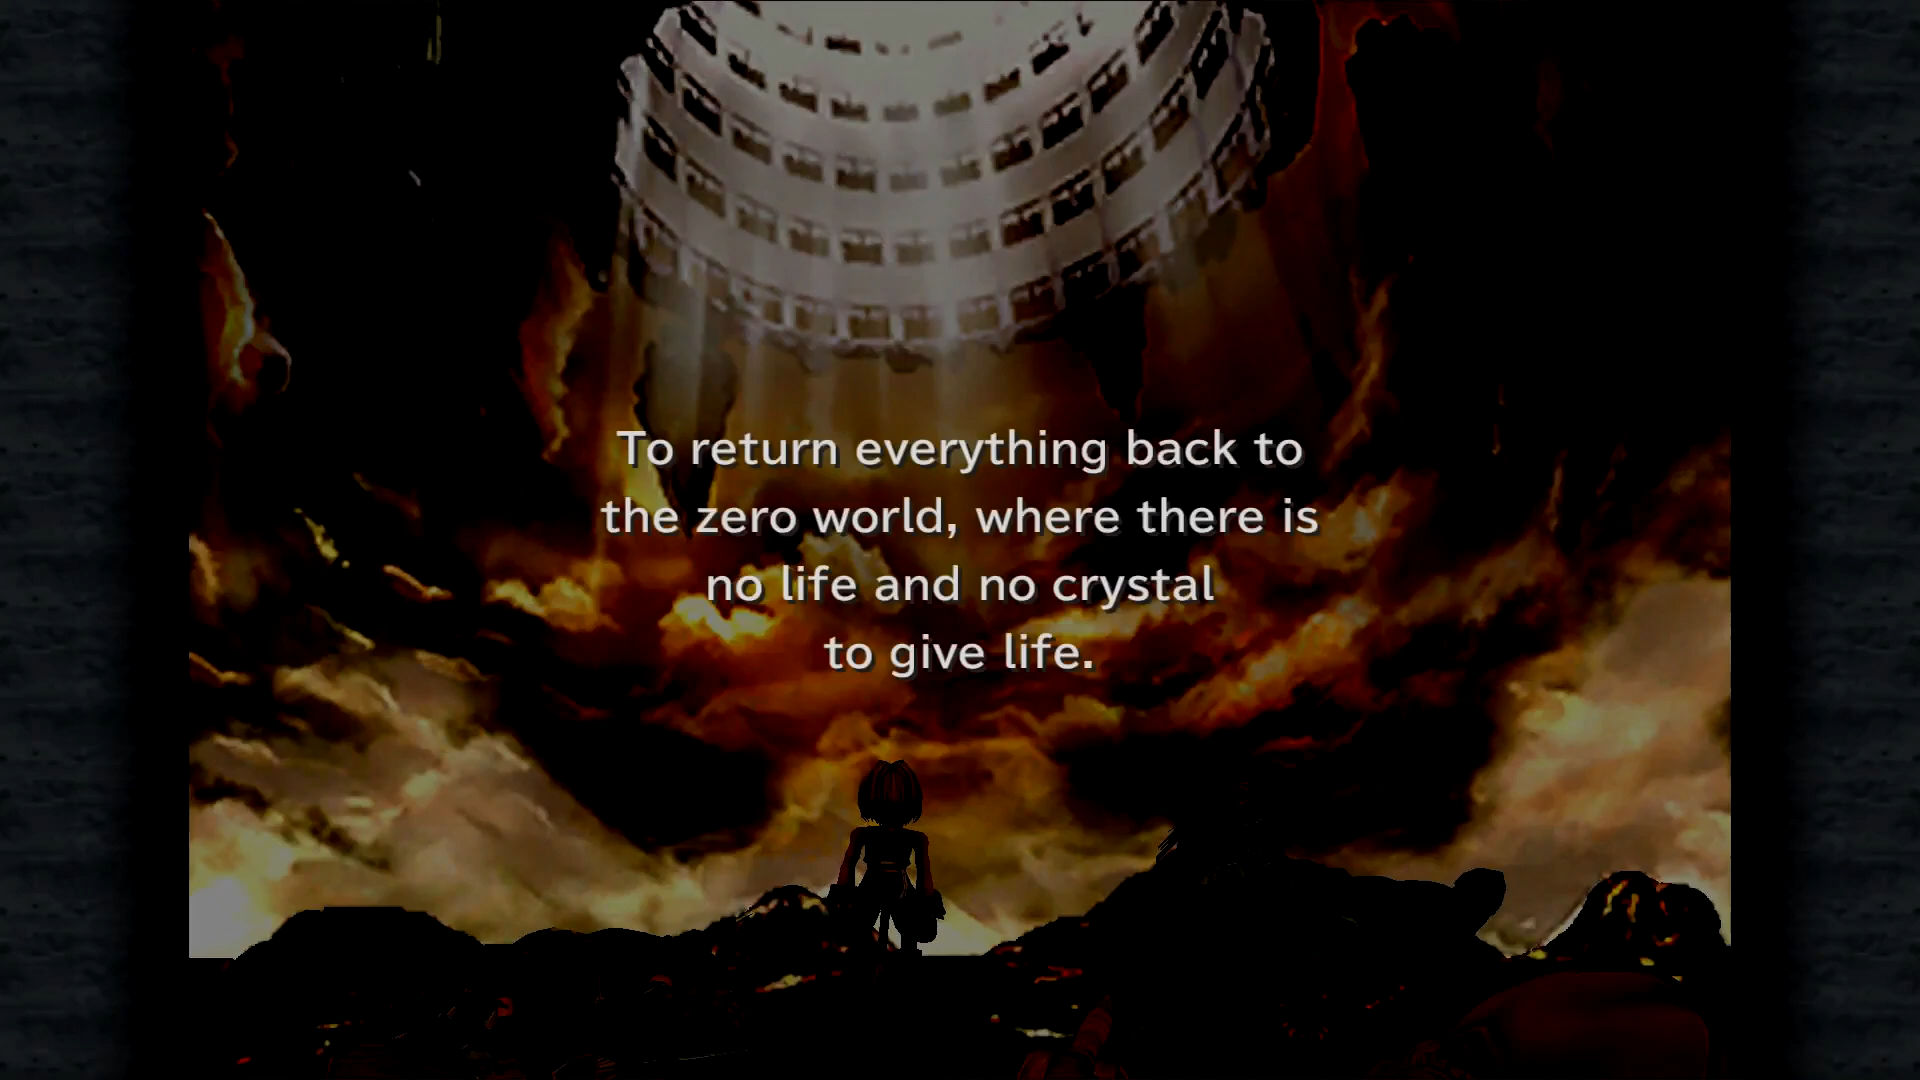 To return everything back to
the zero world, where there is
no life and no crystal
to give life.